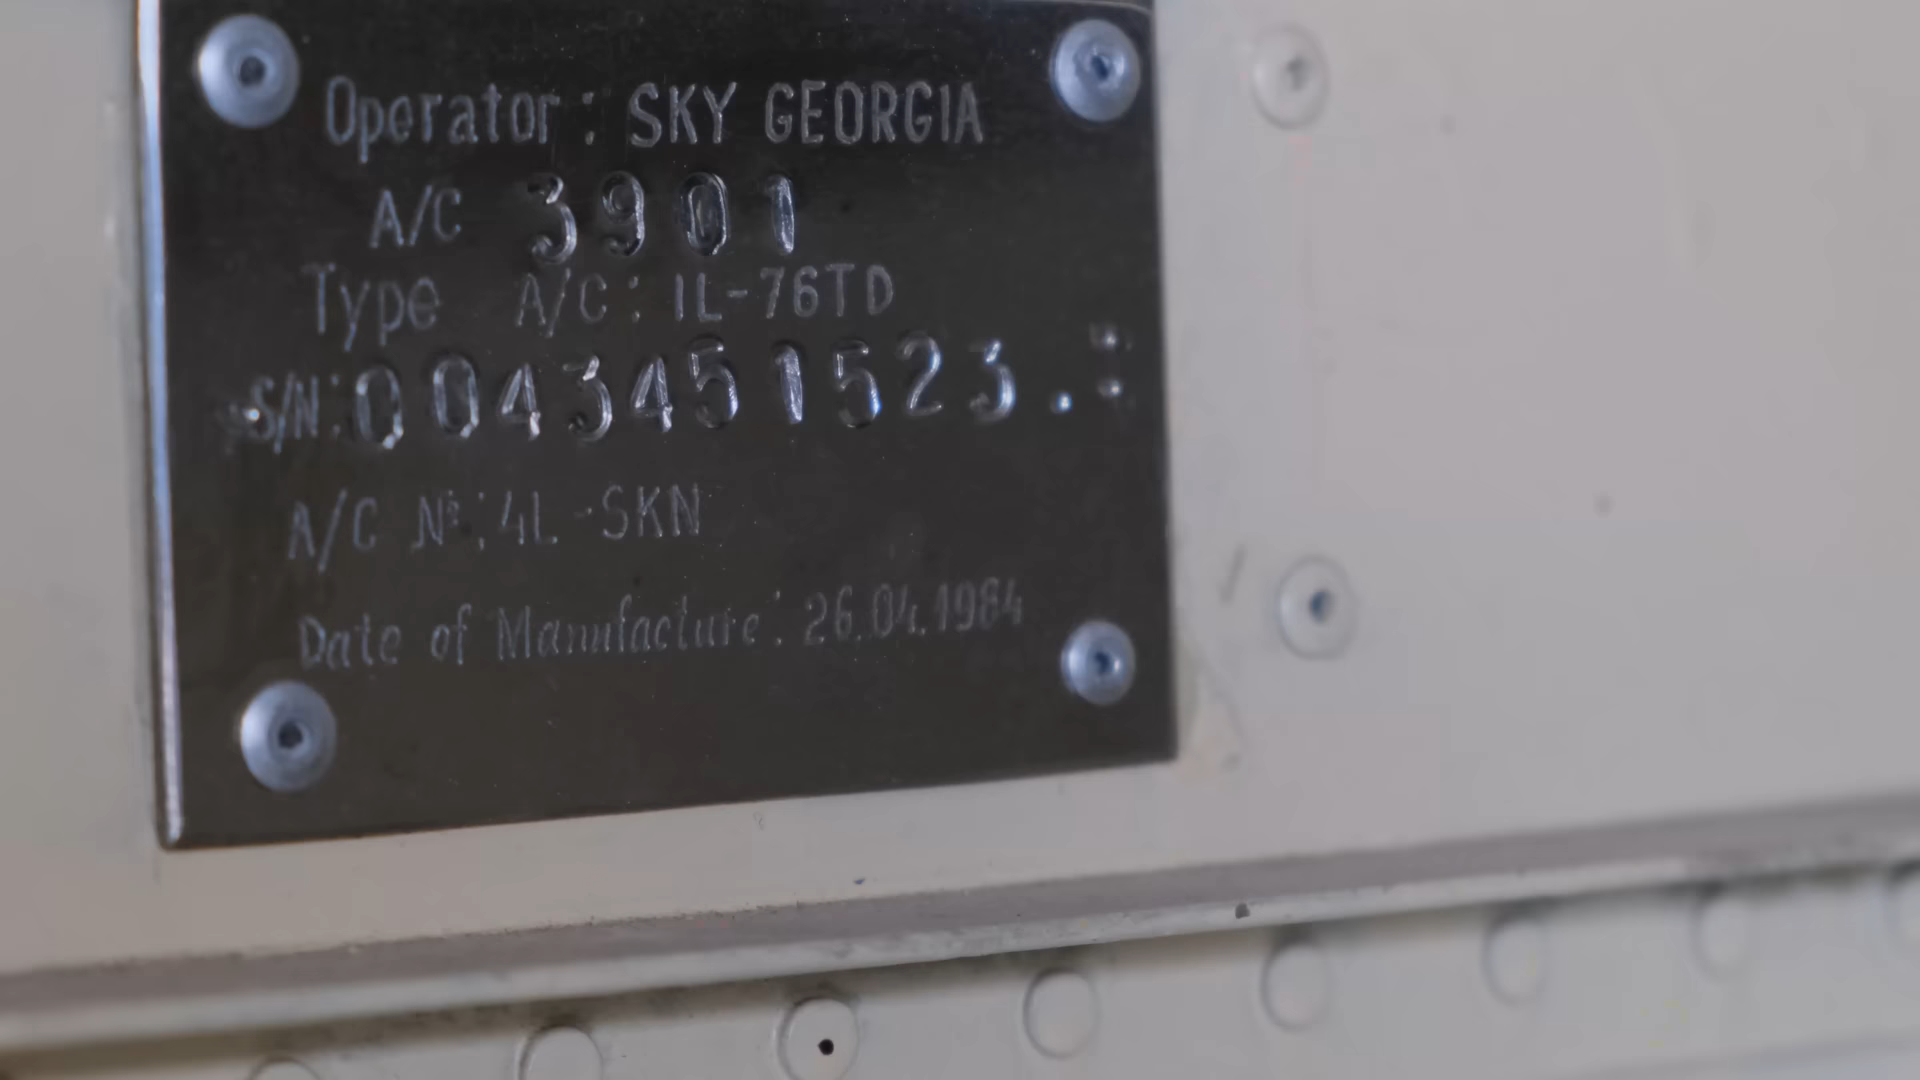 Operator: SKY GEORGIA
A/C 3901
Type A/C: IL-76TD
S/N: 0043451523.:
A/C №: 4L-SKN
Date of Manufacture: 26.04.1984